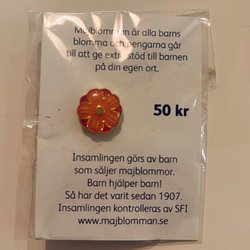 Majblomman är alla barns
blomma och pengarna går
till att ge extra stöd till barnen
på din egen ort.
50 kr
Insamlingen görs av barn
som säljer majblommor.
Barn hjälper barn!
Så har det varit sedan 1907.
Insamlingen kontrolleras av SFI
www.majblomman.se